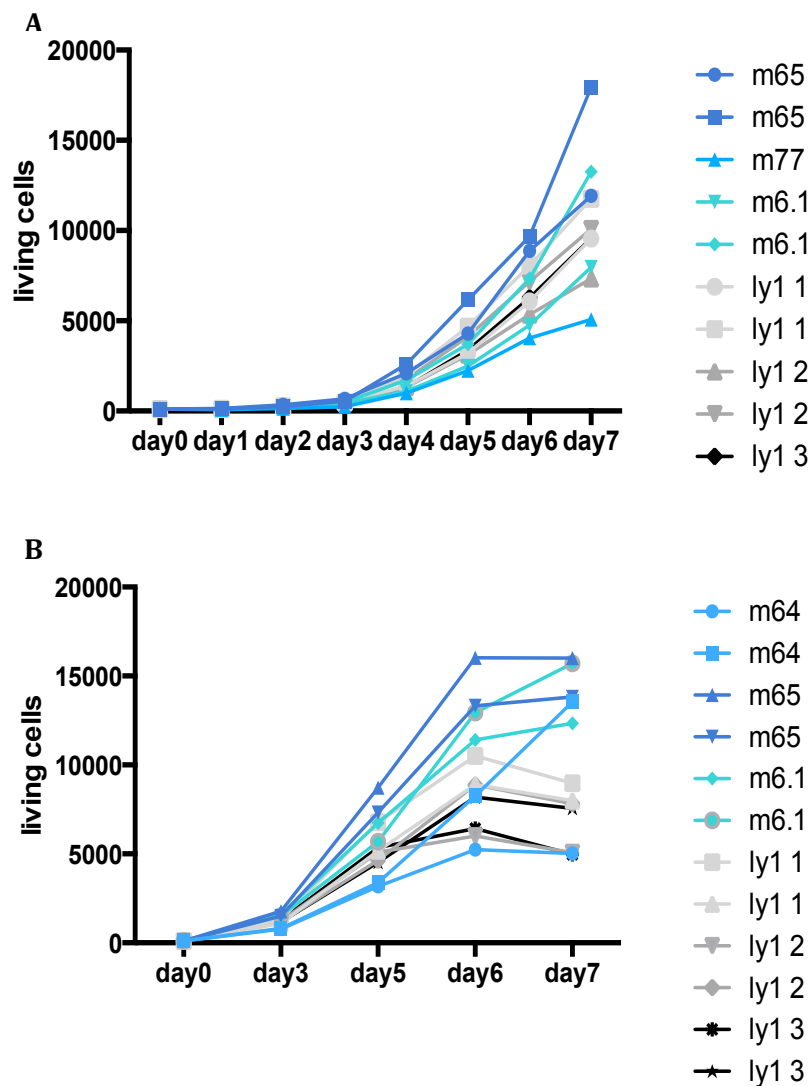 A
20000
15000
10000
5000
0
living cells
day0 day1 day2 day3 day4 day5 day6 day7
m65
m65
m77
m6.1
m6.1
ly1 1
ly1 1
ly1 2
ly1 2
ly1 3
B
20000
15000
10000
5000
0
living cells
day0 day3 day5 day6 day7
m64
m64
m65
m65
m6.1
m6.1
ly1 1
ly1 1
ly1 2
ly1 2
ly1 3
ly1 3